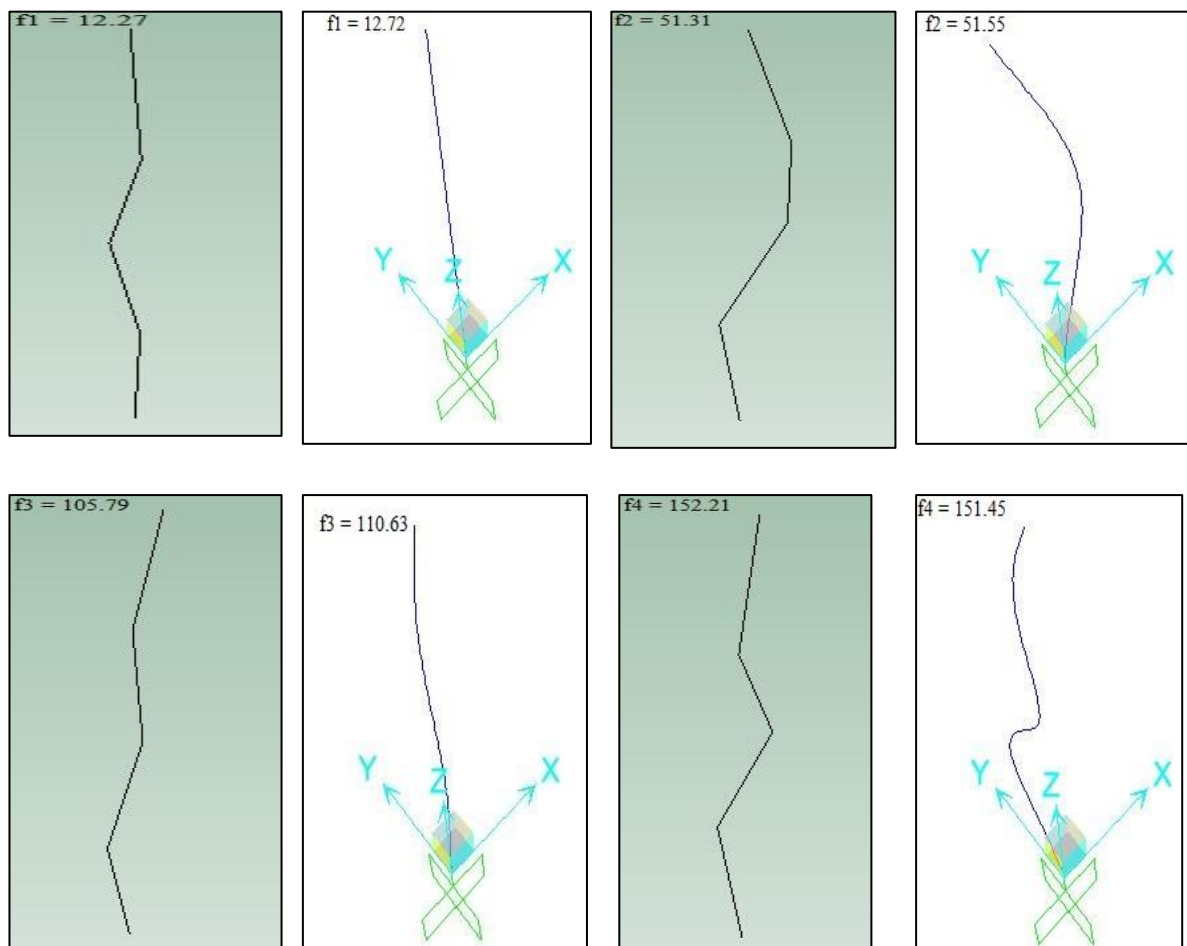 f1 = 12.27
f1 = 12.72
f2 = 51.31
f2 = 51.55
Y
Z
X
Y
Z
X
f3 = 105.79
f3 = 110.63
f4 = 152.21
f4 = 151.45
Y
Z
X
Y
Z
X